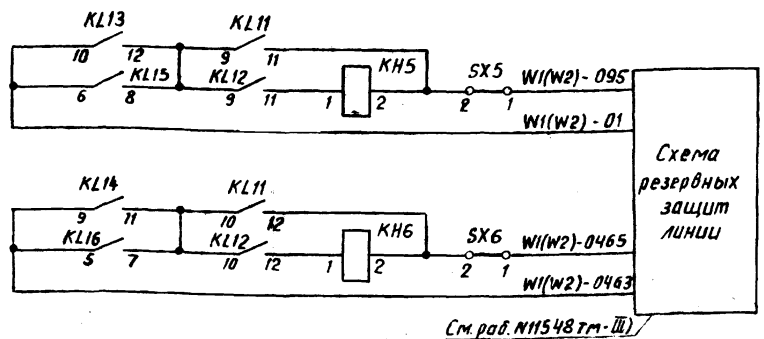 KL13
KL11
10 12
9 11
KL15
KL12
KH5
SX5
W1(W2)-095
6 8
9 11
1 2
2 1
W1(W2)-01
Схема
резервных
защит
линии
KL14
KL11
9 11
10 12
KL16
KL12
KH6
SX6
W1(W2)-0465
5 7
10 12
1 2
2 1
W1(W2)-0463
См. раб. N11548тм-III)